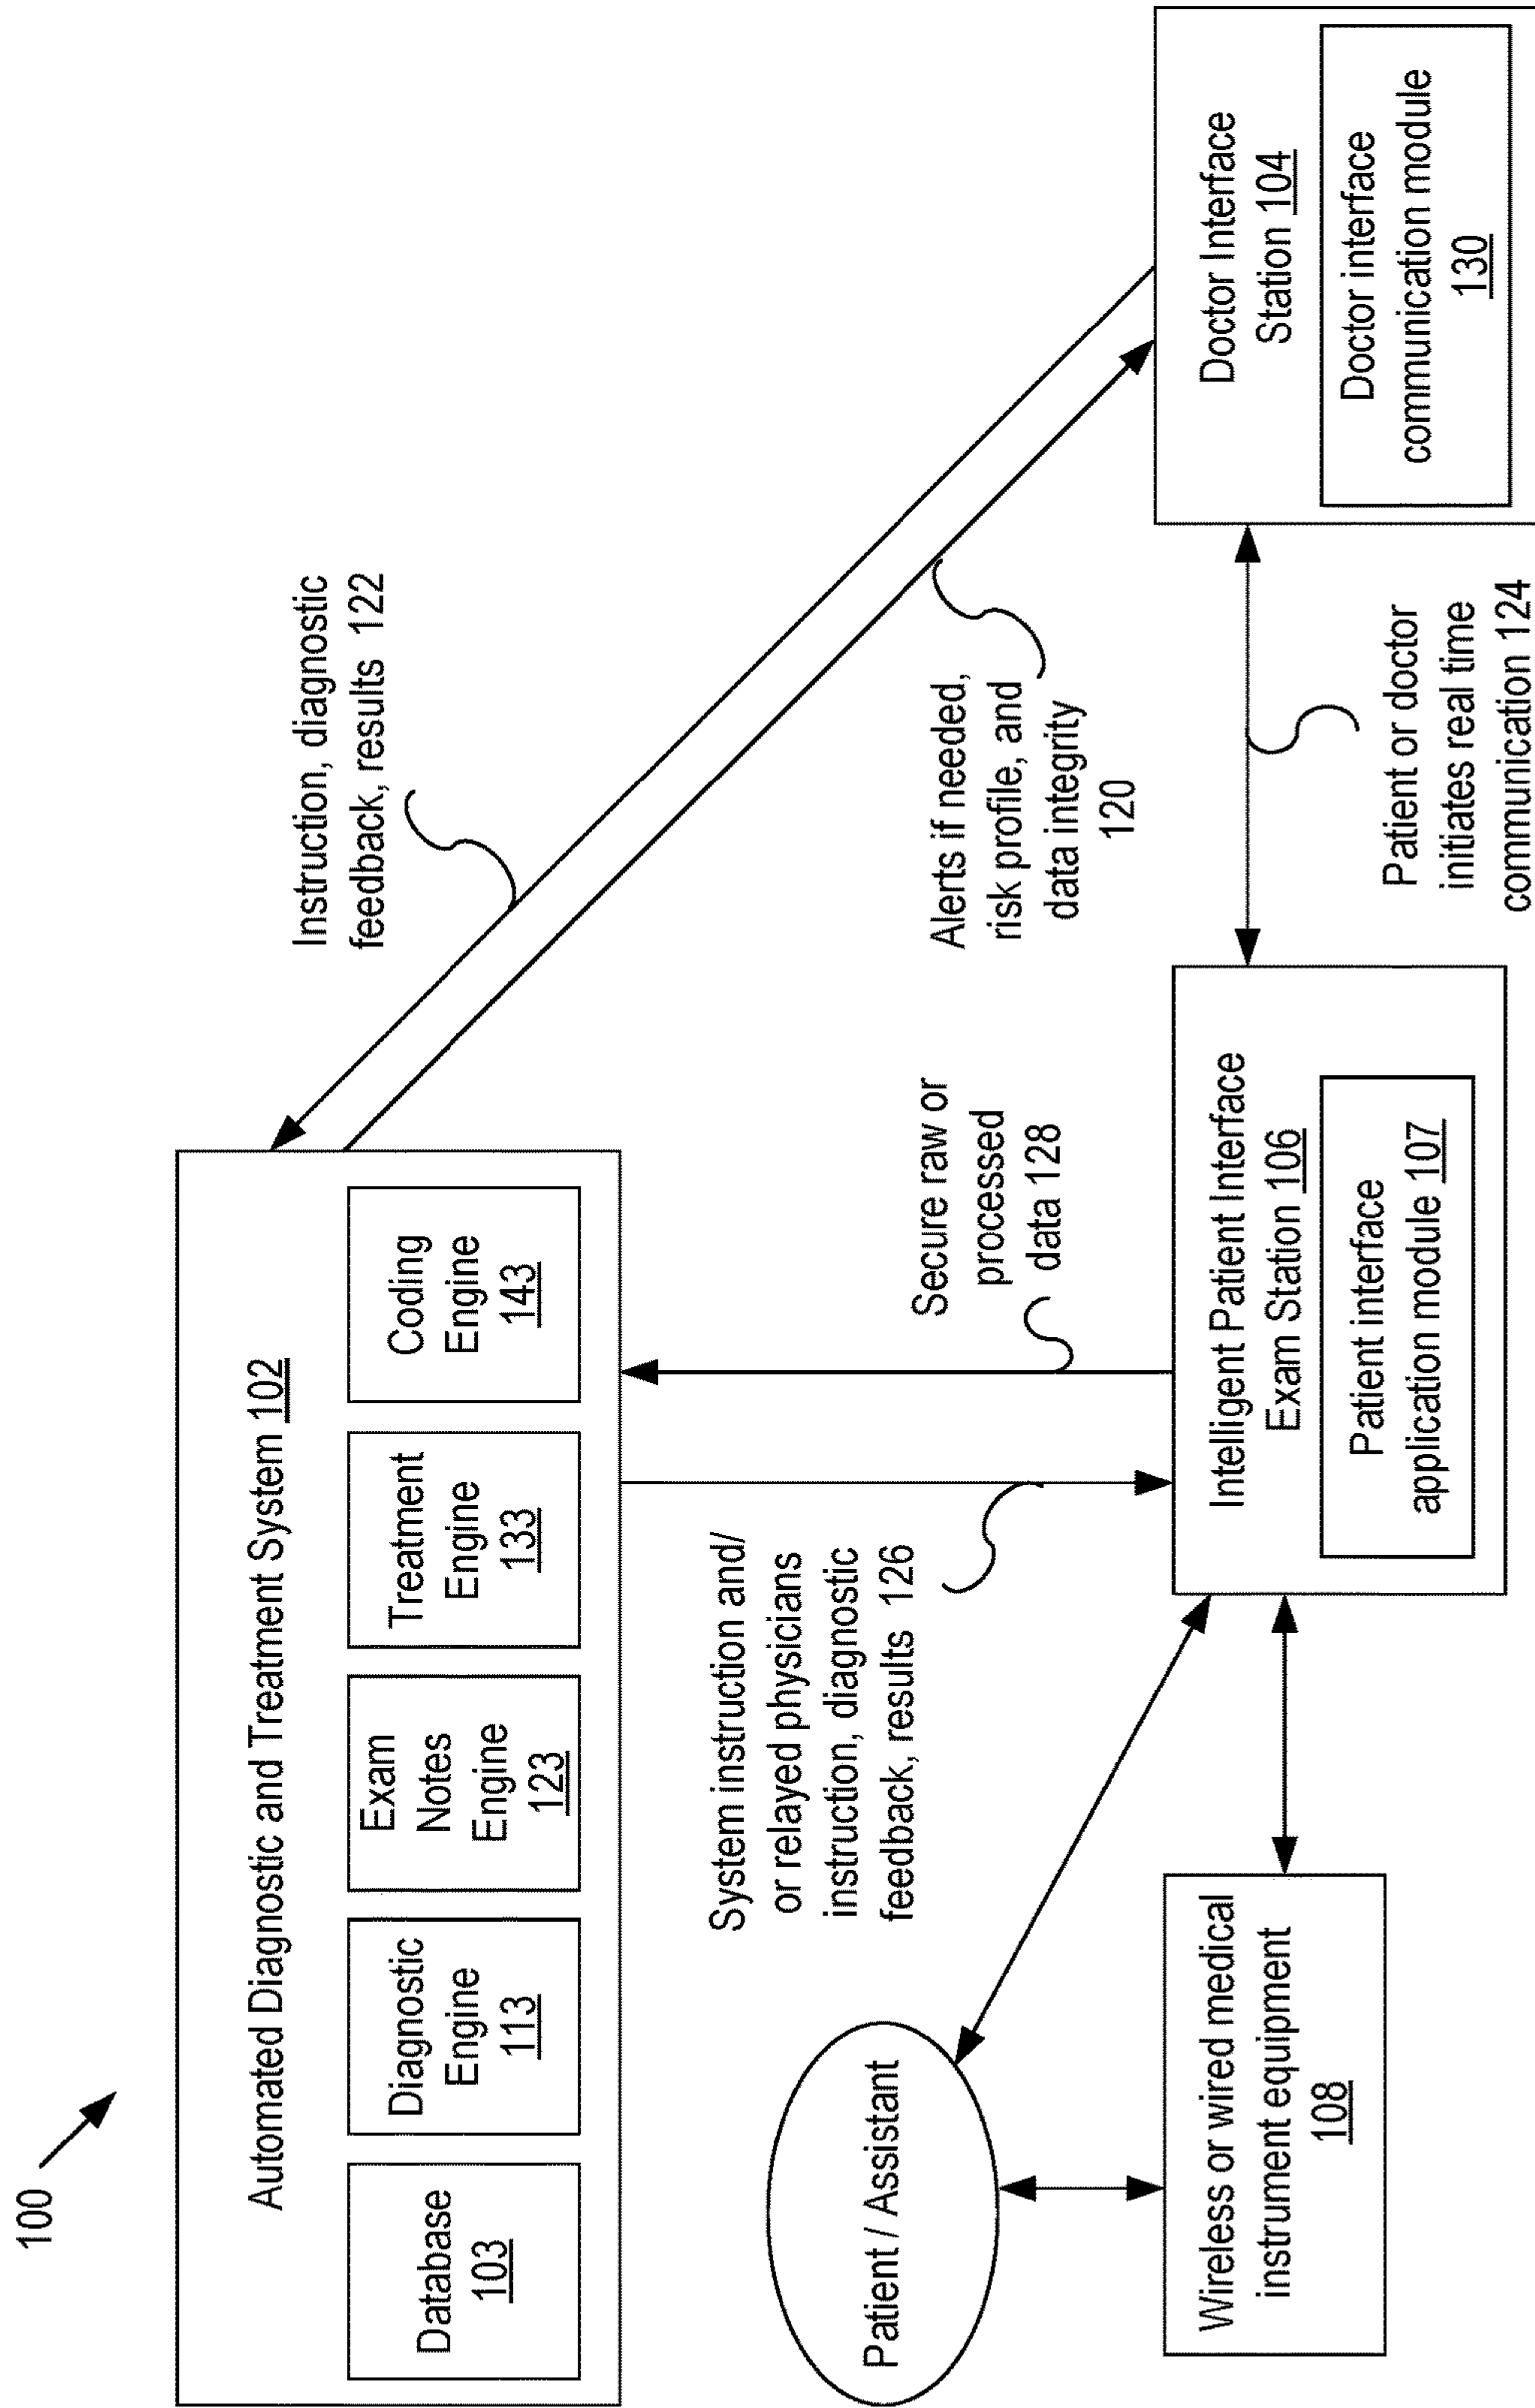 100
Automated Diagnostic and Treatment System 102
Database
103
Diagnostic
Engine
113
Exam
Notes
Engine
123
Treatment
Engine
133
Coding
Engine
143
Instruction, diagnostic
feedback, results 122
Alerts if needed,
risk profile, and
data integrity
120
System instruction and/
or relayed physicians
instruction, diagnostic
feedback, results 126
Secure raw or
processed
data 128
Patient / Assistant
Wireless or wired medical
instrument equipment
108
Intelligent Patient Interface
Exam Station 106
Patient interface
application module 107
Patient or doctor
initiates real time
communication 124
Doctor Interface
Station 104
Doctor interface
communication module
130